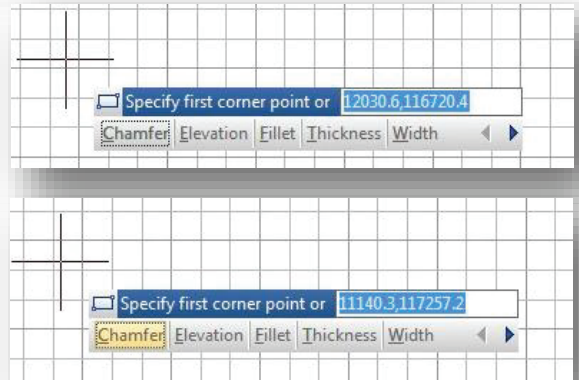 Specify first corner point or 12030.6,116720.4
Chamfer Elevation Fillet Thickness Width
Specify first corner point or 11140.3,117257.2
Chamfer Elevation Fillet Thickness Width